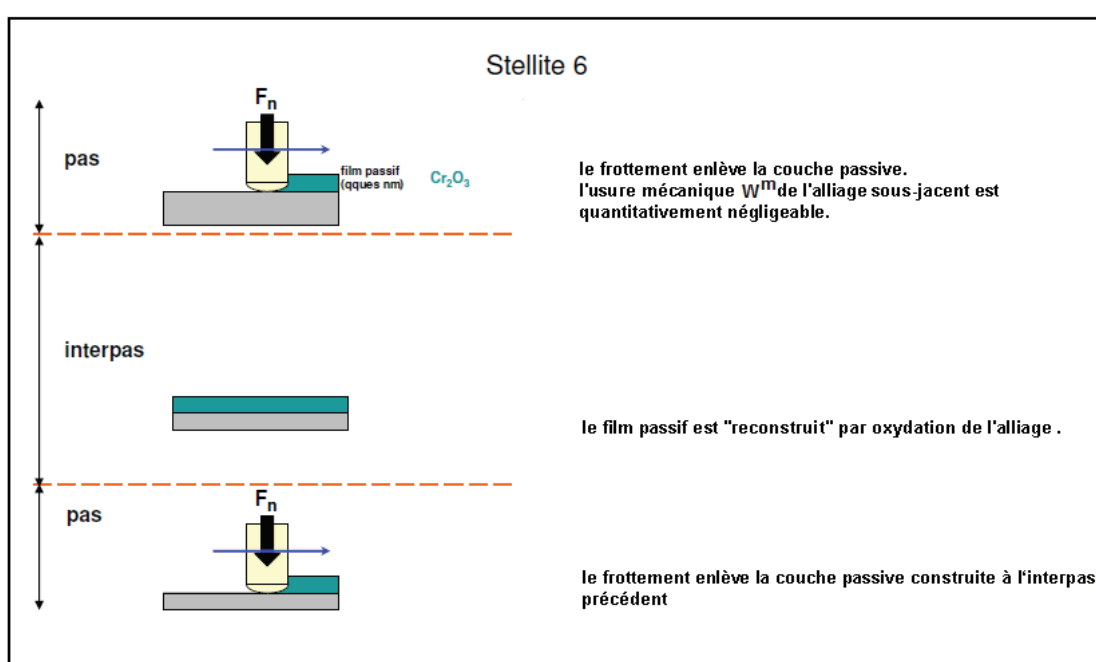 Stellite 6
Fn
pas
film passif
(qques nm)
Cr2O3
le frottement enlève la couche passive.
l'usure mécanique Wm de l'alliage sous-jacent est
quantitativement négligeable.
interpas
le film passif est "reconstruit" par oxydation de l'alliage .
pas
Fn
le frottement enlève la couche passive construite à l'interpas
précédent